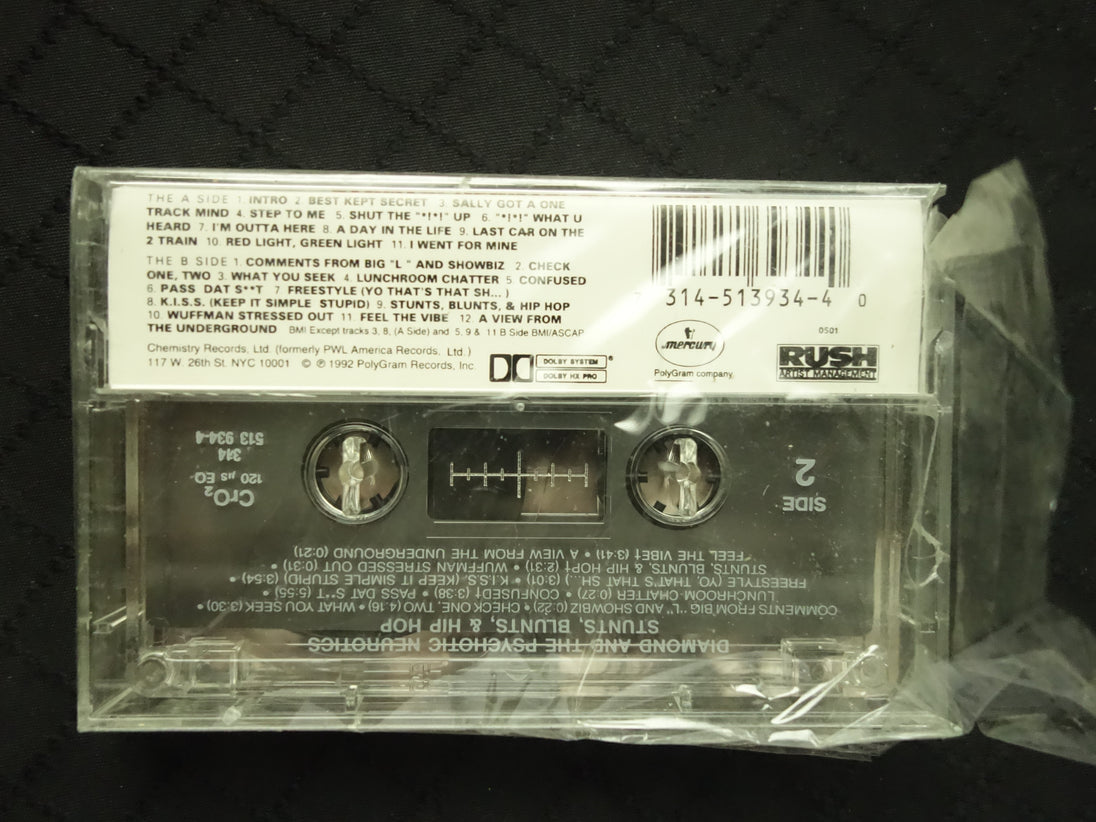 THE A SIDE 1. INTRO 2. BEST KEPT SECRET 3. SALLY GOT A ONE
TRACK MIND 4. STEP TO ME 5. SHUT THE "*!*!" UP 6. "*!*!" WHAT U
HEARD 7. I'M OUTTA HERE 8. A DAY IN THE LIFE 9. LAST CAR ON THE
2 TRAIN 10. RED LIGHT, GREEN LIGHT 11. I WENT FOR MINE
THE B SIDE 1. COMMENTS FROM BIG "L" AND SHOWBIZ 2. CHECK
ONE, TWO 3. WHAT YOU SEEK 4. LUNCHROOM CHATTER 5. CONFUSED
6. PASS DAT S**T 7 FREESTYLE (YO THAT'S THAT SH... )
8. K.I.S.S. (KEEP IT SIMPLE STUPID) 9. STUNTS, BLUNTS, & HIP HOP
10. WUFFMAN STRESSED OUT 11. FEEL THE VIBE 12. A VIEW FROM
THE UNDERGROUND BMI Except tracks 3, 8, (A Side) and 5, 9 & 11 B Side BMI/ASCAP
Chemistry Records, Ltd. (formerly PWL America Records, Ltd.)
117 W. 26th St. NYC 10001 © ℗ 1992 PolyGram Records, Inc
DOLBY SYSTEM®
DOLBY HX PRO
7 314-513934-4 0
mercury
PolyGram company
0501
RUSH
ARTIST MANAGEMENT
DIAMOND AND THE PSYCHOTIC NEUROTICS
STUNTS, BLUNTS, & HIP HOP
COMMENTS FROM BIG "L" AND SHOWBIZ (0:22) • CHECK ONE, TWO (4:16) • WHAT YOU SEEK (3:30) •
LUNCHROOM CHATTER (0:27) • CONFUSED† (3:38) • PASS DAT S**T (5:55) •
FREESTYLE (YO, THAT'S THAT SH...) (3:01) • K.I.S.S. (KEEP IT SIMPLE STUPID) (3:54) •
STUNTS, BLUNTS, & HIP HOP† (2:31) • WUFFMAN STRESSED OUT (0:31) •
FEEL THE VIBE† (3:41) • A VIEW FROM THE UNDERGROUND (0:21)
SIDE
2
CrO2
120 µs EQ
314
513 934-4